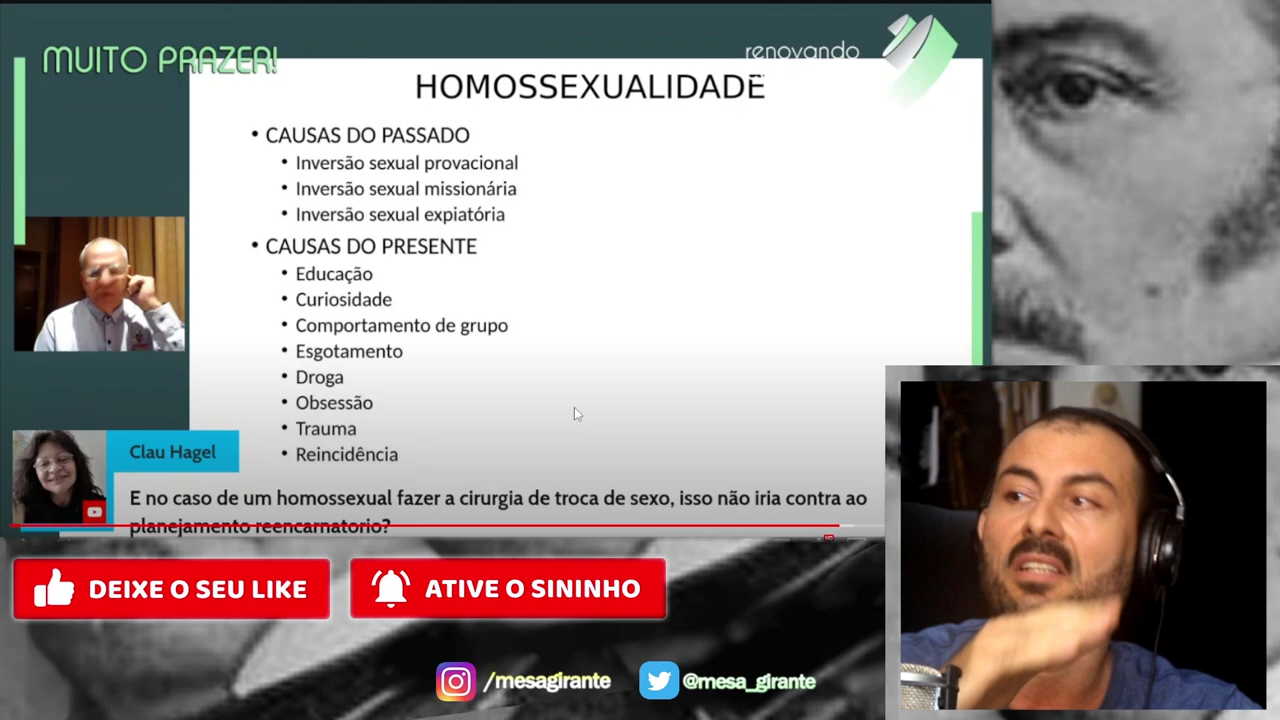 MUITO PRAZER!
renovando
HOMOSSEXUALIDADE
• CAUSAS DO PASSADO
• Inversão sexual provacional
• Inversão sexual missionária
• Inversão sexual expiatória
• CAUSAS DO PRESENTE
• Educação
• Curiosidade
• Comportamento de grupo
• Esgotamento
• Droga
• Obsessão
• Trauma
• Reincidência
Clau Hagel
E no caso de um homossexual fazer a cirurgia de troca de sexo, isso não iria contra ao
planejamento reencarnatorio?
DEIXE O SEU LIKE
ATIVE O SININHO
/mesagirante
@mesa_girante